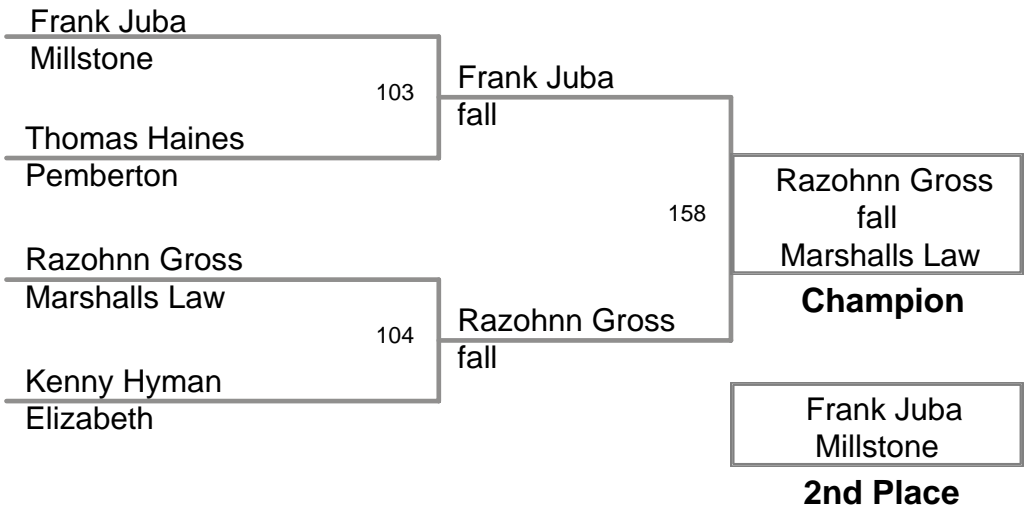 Frank Juba
Millstone
103
Thomas Haines
Pemberton
Frank Juba
fall
Razohnn Gross
Marshalls Law
104
Kenny Hyman
Elizabeth
Razohnn Gross
fall
158
Razohnn Gross
fall
Marshalls Law
Champion
Frank Juba
Millstone
2nd Place